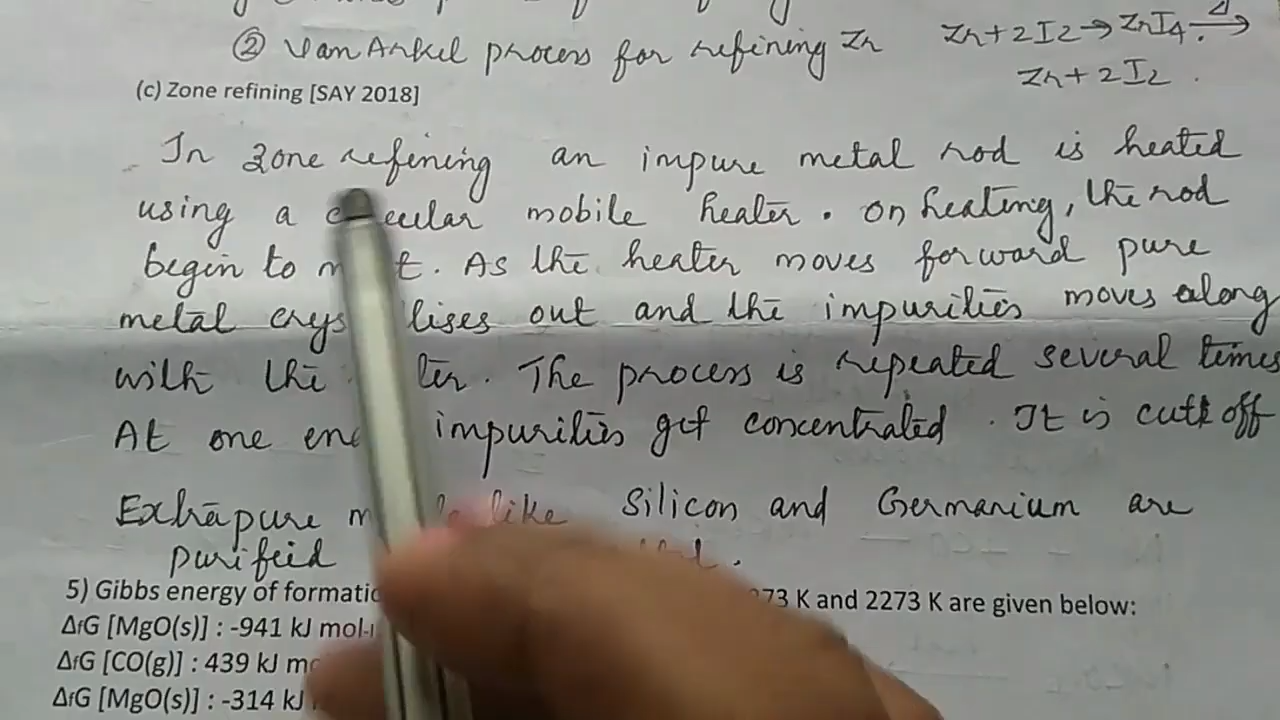 ② Van Arkel process for refining Zr Zr + 2I2 → ZrI4 Δ→
Zr + 2I2 .
(c) Zone refining [SAY 2018]
In Zone refining an impure metal rod is heated
using a mobile heater. On heating, the rod
begin to . As the heater moves forward pure
metal out and the impurities moves along
with the . The process is repeated several times
At one impurities get concentrated . It is cutt off
Extrapure like Silicon and Germanium are
purified
5) Gibbs energy of 273 K and 2273 K are given below:
ΔfG [MgO(s)] : -941 kJ
ΔfG [CO(g)] : 439 kJ
ΔfG [MgO(s)] : -314 kJ